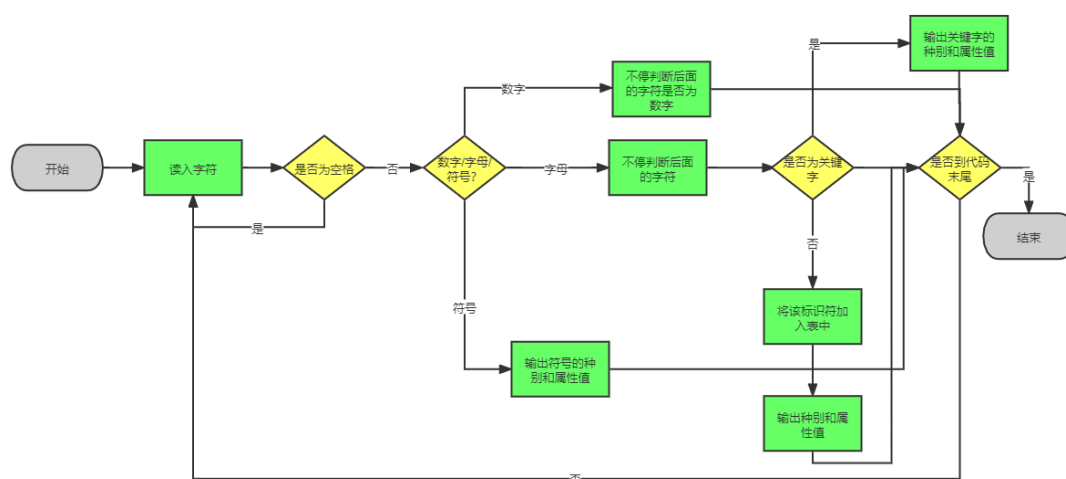 是
输出关键字的
种别和属性值
数字
不停判断后面
的字符是否为
数字
开始
读入字符
是否为空格
否
数字/字母/
符号?
字母
不停判断后面
的字符
是否为关键
字
是否到代码
末尾
是
结束
是
否
符号
将该标识符加
入表中
输出符号的种
别和属性值
输出种别和属
性值
否